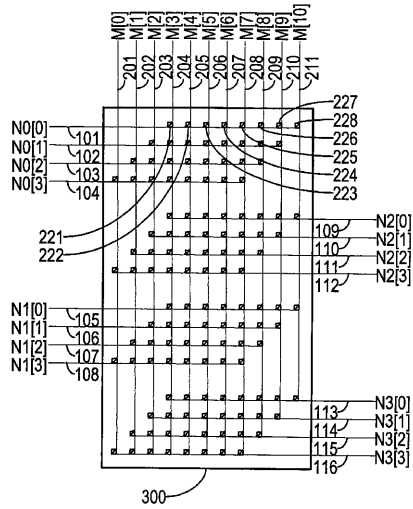 M[0] M[1] M[2] M[3] M[4] M[5] M[6] M[7] M[8] M[9] M[10]
201 202 203 204 205 206 207 208 209 210 211
227
228
N0[0]
101
226
N0[1]
102
225
N0[2]
103
224
N0[3]
104
223
221
222
109
N2[0]
110
N2[1]
111
N2[2]
112
N2[3]
N1[0]
105
N1[1]
106
N1[2]
107
N1[3]
108
113
N3[0]
114
N3[1]
115
N3[2]
116
N3[3]
300